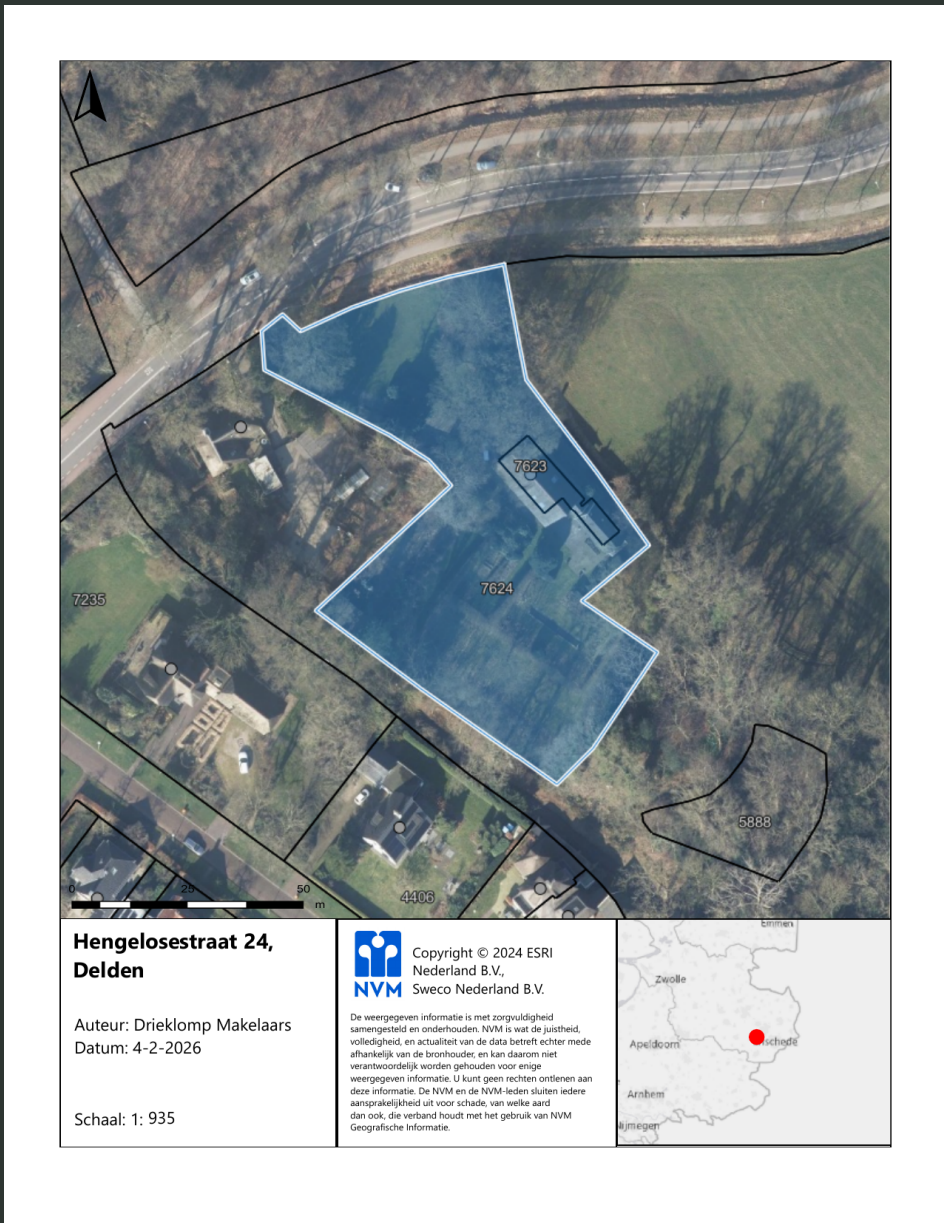 7623
7624
7235
5888
4406
0 25 50 m
Hengelosestraat 24,
Delden
Auteur: Drieklomp Makelaars
Datum: 4-2-2026
Schaal: 1: 935
NVM
Copyright © 2024 ESRI
Nederland B.V.,
Sweco Nederland B.V.
De weergegeven informatie is met zorgvuldigheid
samengesteld en onderhouden. NVM is wat de juistheid,
volledigheid, en actualiteit van de data betreft echter mede
afhankelijk van de bronhouder, en kan daarom niet
verantwoordelijk worden gehouden voor enige
weergegeven informatie. U kunt geen rechten ontlenen aan
deze informatie. De NVM en de NVM-leden sluiten iedere
aansprakelijkheid uit voor schade, van welke aard
dan ook, die verband houdt met het gebruik van NVM
Geografische Informatie.
Emmen
Zwolle
Apeldoorn
schede
Arnhem
lijmegen